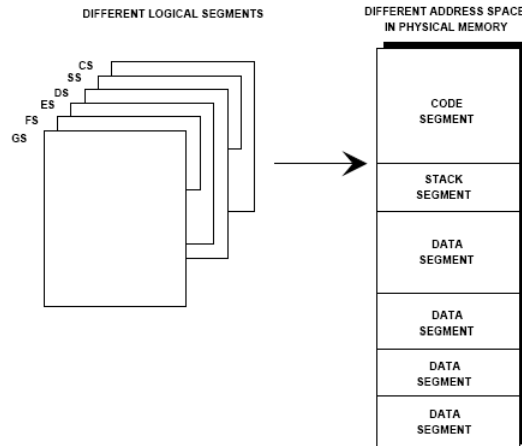 DIFFERENT LOGICAL SEGMENTS
CS
SS
DS
ES
FS
GS
DIFFERENT ADDRESS SPACE
IN PHYSICAL MEMORY
CODE
SEGMENT
STACK
SEGMENT
DATA
SEGMENT
DATA
SEGMENT
DATA
SEGMENT
DATA
SEGMENT